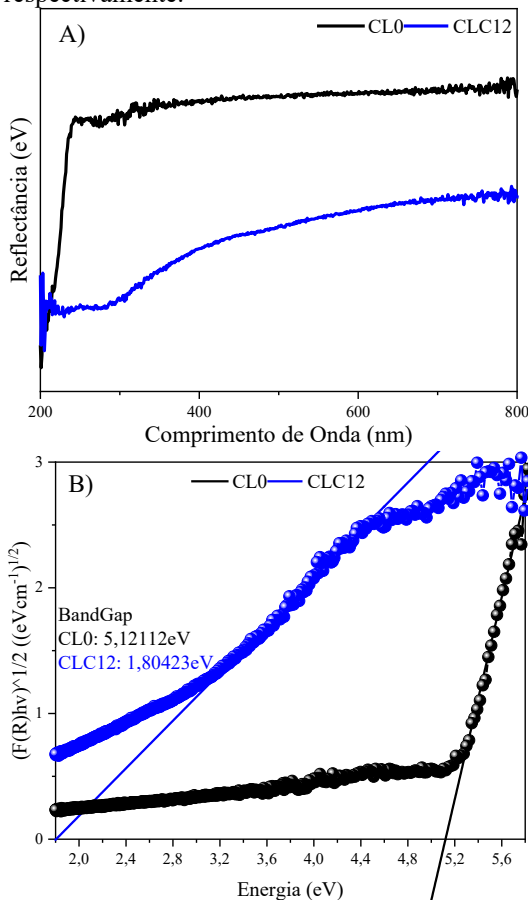 respectivamente.
A)
CL0 CLC12
Reflectância (eV)
200 400 600 800
Comprimento de Onda (nm)
B)
CL0 CLC12
3
2
1
0
(F(R)hν)^1/2 ((eVcm⁻¹)¹/²)
BandGap
CL0: 5,12112eV
CLC12: 1,80423eV
2,0 2,4 2,8 3,2 3,6 4,0 4,4 4,8 5,2 5,6
Energia (eV)